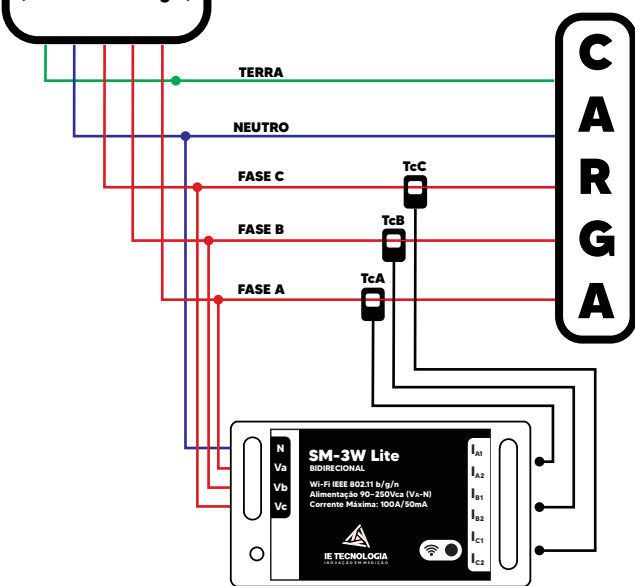 TERRA
NEUTRO
FASE C
TcC
FASE B
TcB
FASE A
TcA
C
A
R
G
A
N
Va
Vb
Vc
SM-3W Lite
BIDIRECIONAL
Wi-Fi IEEE 802.11 b/g/n
Alimentação 90~250Vca (VA-N)
Corrente Máxima: 100A/50mA
IE TECNOLOGIA
INOVAÇÃO EM MEDIÇÃO
IA1
IA2
IB1
IB2
IC1
IC2